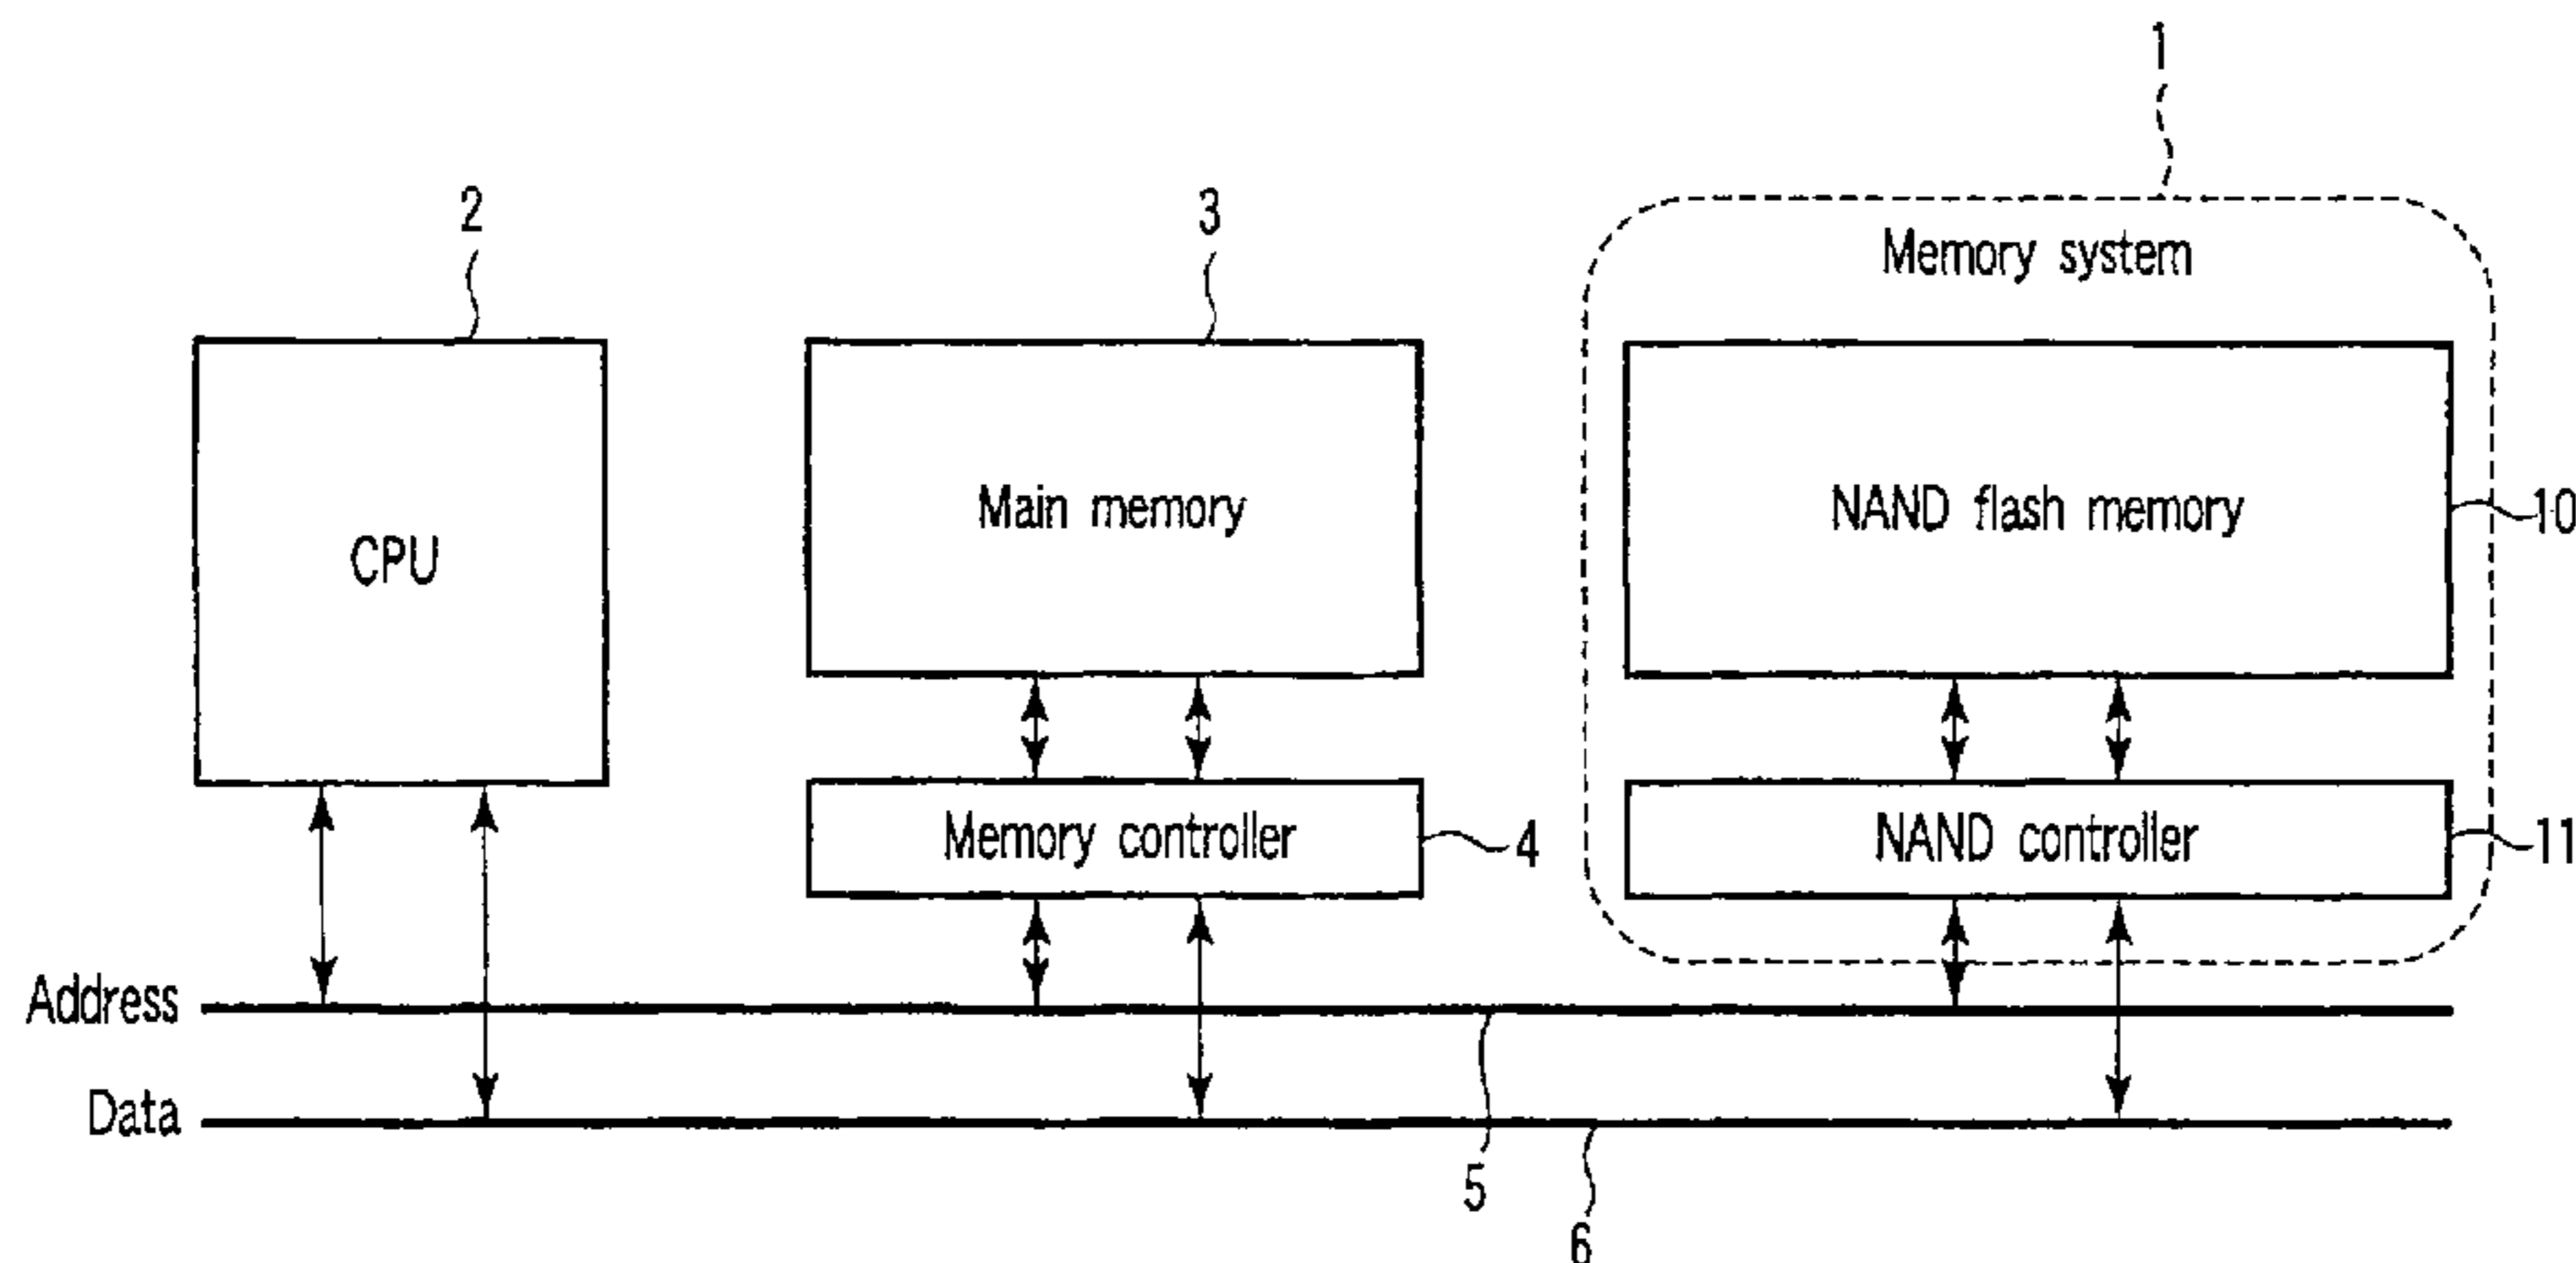 1
2
3
Memory system
CPU
Main memory
NAND flash memory
10
Memory controller
4
NAND controller
11
Address
Data
5
6